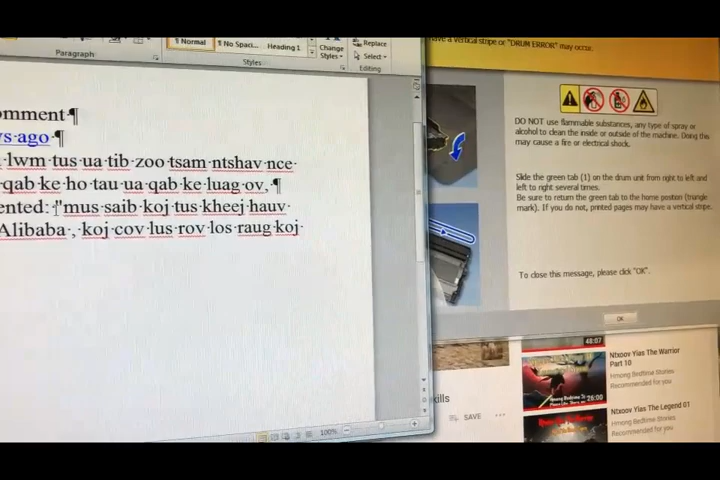 Paragraph
¶ Normal
¶ No Spaci...
Heading 1
Change
Styles
Styles
Replace
Select
Editing
omment ¶
ys ago ¶
lwm tus ua tib zoo tsam ntshav nce
qab ke ho tau ua qab ke luag ov, ¶
ented: "mus saib koj tus kheej hauv
Alibaba , koj cov lus rov los raug koj
100%
ave a vertical stripe or "DRUM ERROR" may occur.
DO NOT use flammable substances, any type of spray or
alcohol to clean the inside or outside of the machine. Doing this
may cause a fire or electrical shock.
Slide the green tab (1) on the drum unit from right to left and
left to right several times.
Be sure to return the green tab to the home position (triangle
mark). If you do not, printed pages may have a vertical stripe.
To close this message, please click "OK".
OK
kills
SAVE
48:07
26:00
Ntxoov Yias The Warrior
Part 10
Hmong Bedtime Stories
Recommended for you
Ntxoov Yias The Legend 01
Hmong Bedtime Stories
Recommended for you